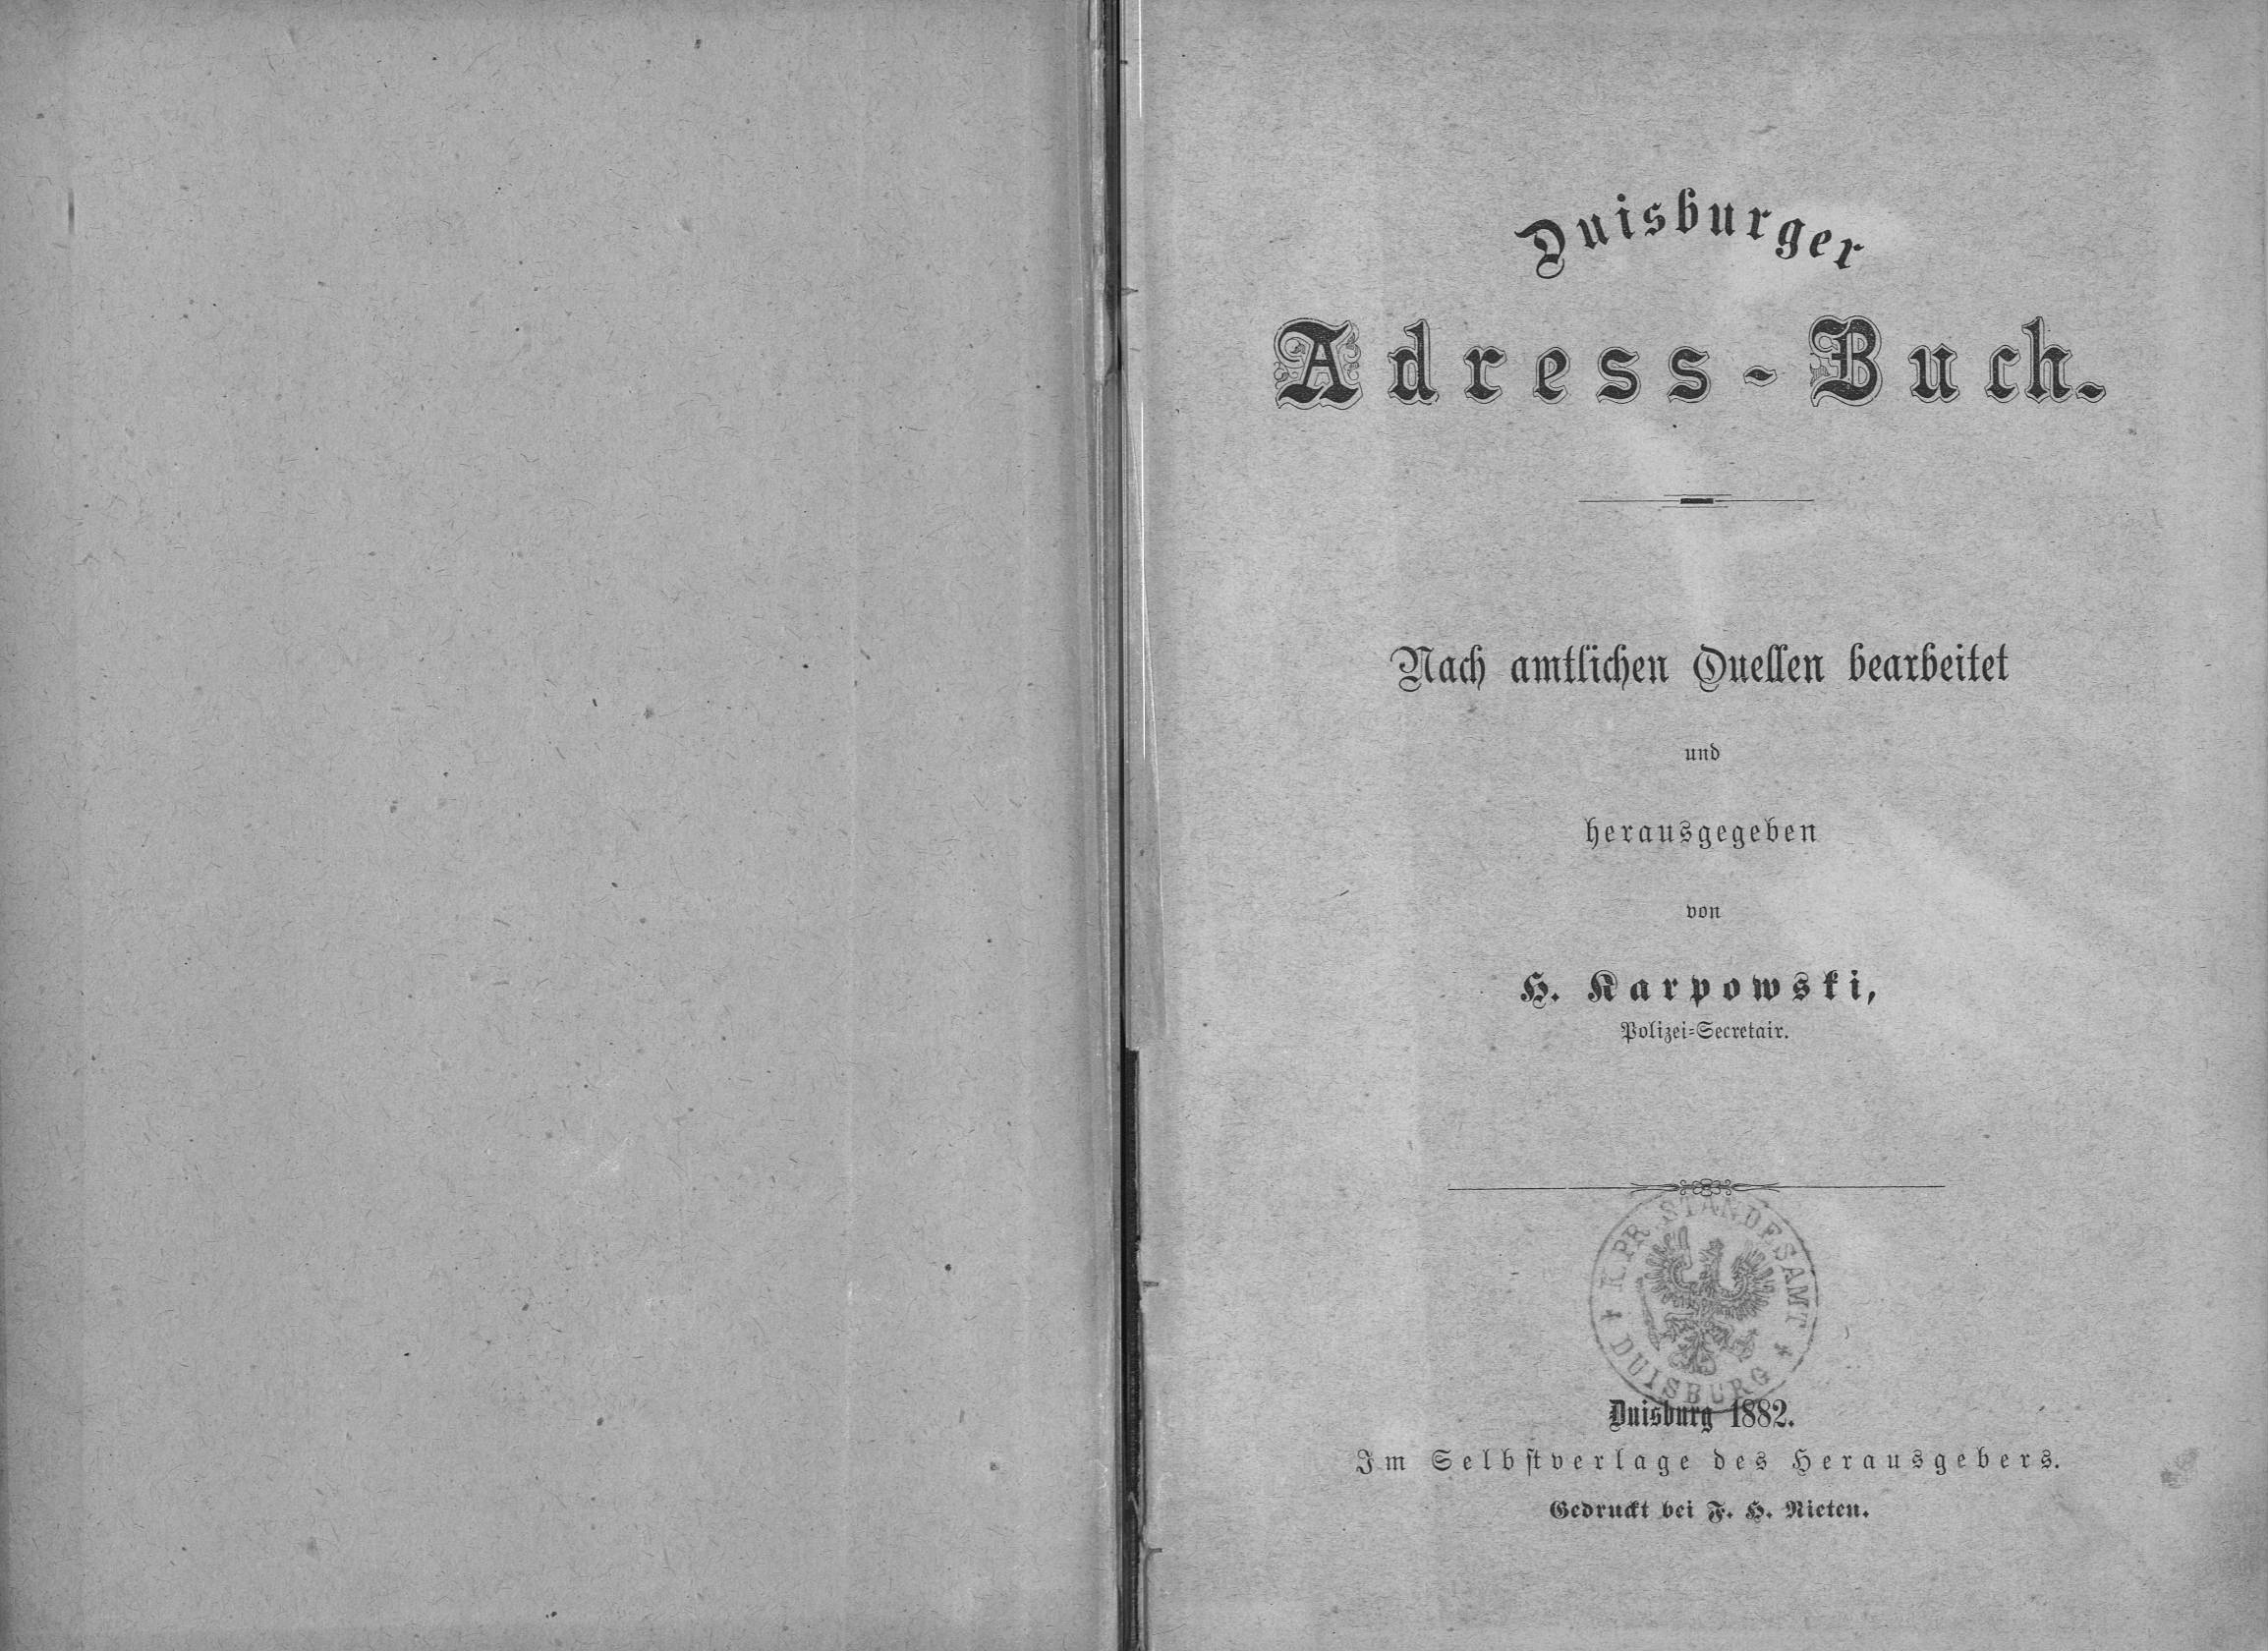 Duisburger
Adress-Buch.
Nach amtlichen Quellen bearbeitet
und
herausgegeben
von
H. Karpowski,
Polizei-Secretair.
K. PR. STANDESAMT
DUISBURG
Duisburg 1882.
Im Selbstverlage des Herausgebers.
Gedruckt bei F. H. Nieten.